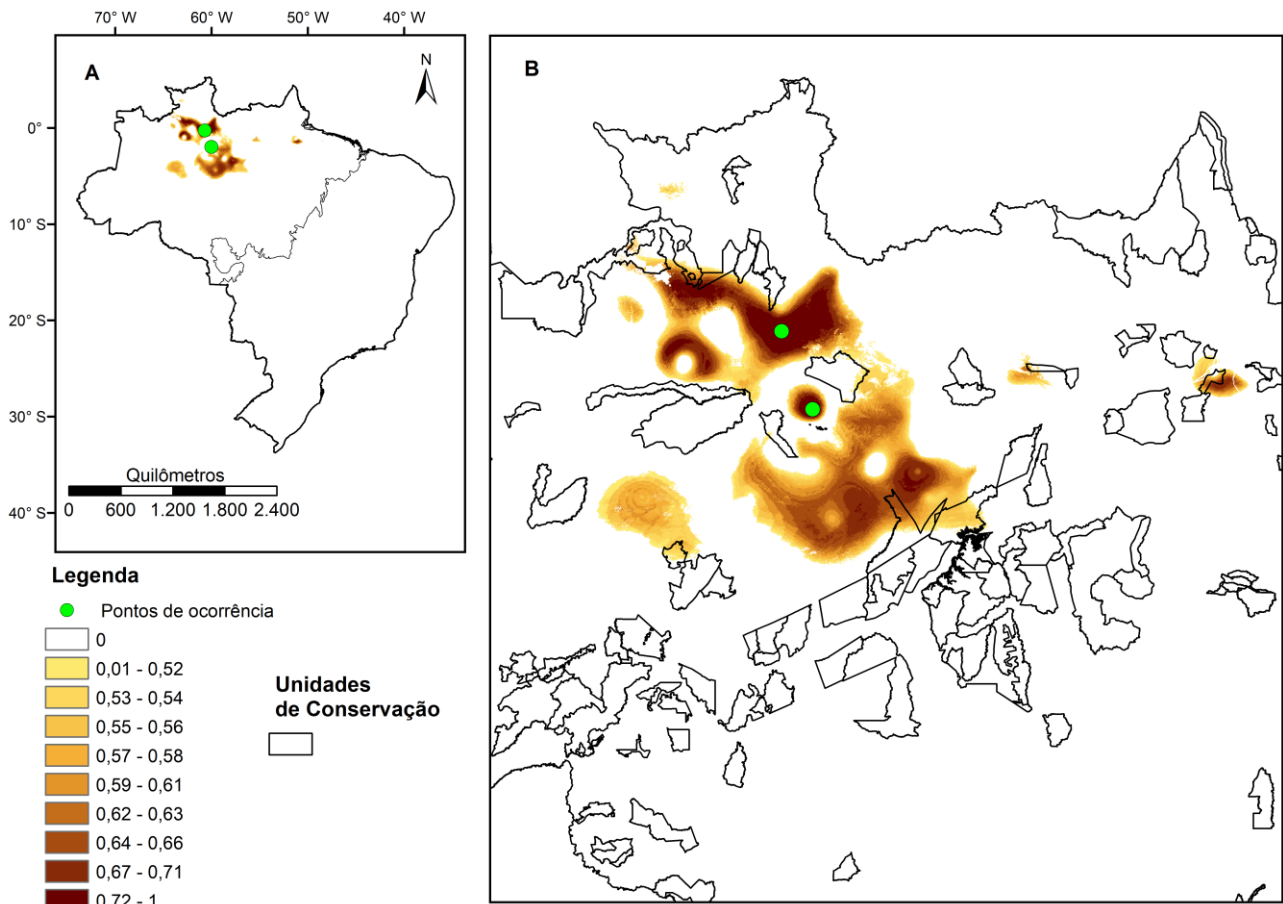 70° W 60° W 50° W 40° W
A
N
B
0°
10° S
20° S
30° S
40° S
Quilômetros
0 600 1.200 1.800 2.400
Legenda
Pontos de ocorrência
0
0,01 - 0,52
0,53 - 0,54
0,55 - 0,56
0,57 - 0,58
0,59 - 0,61
0,62 - 0,63
0,64 - 0,66
0,67 - 0,71
0,72 - 1
Unidades
de Conservação